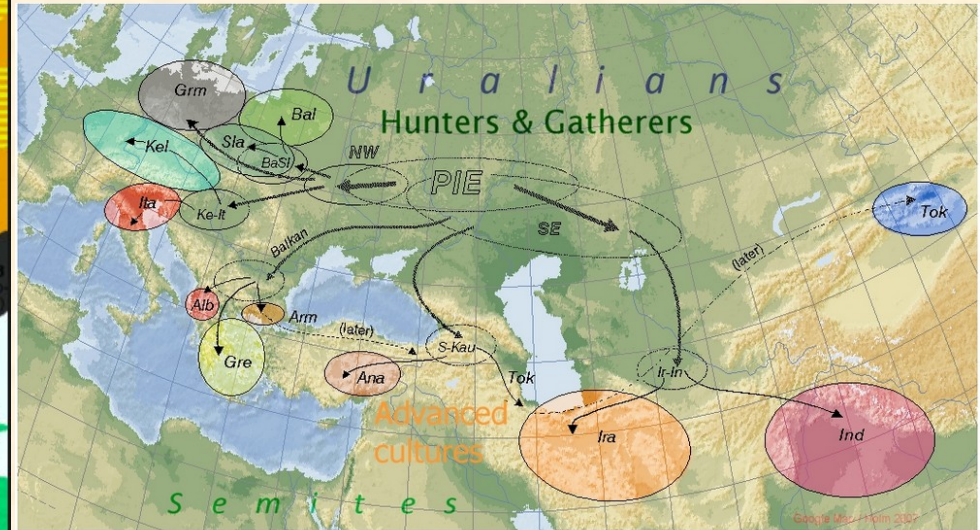 U r a l i a n s
Hunters & Gatherers
Grm
Bal
Kel
Sla
BaSl
NW
PIE
Ita
Ke-It
SE
Tok
Balkan
(later)
Alb
Arm
(later)
S-Kau
Gre
Ana
Tok
Ir-In
Advanced
cultures
Ira
Ind
S e m i t e s
Google Map - Holm 2007